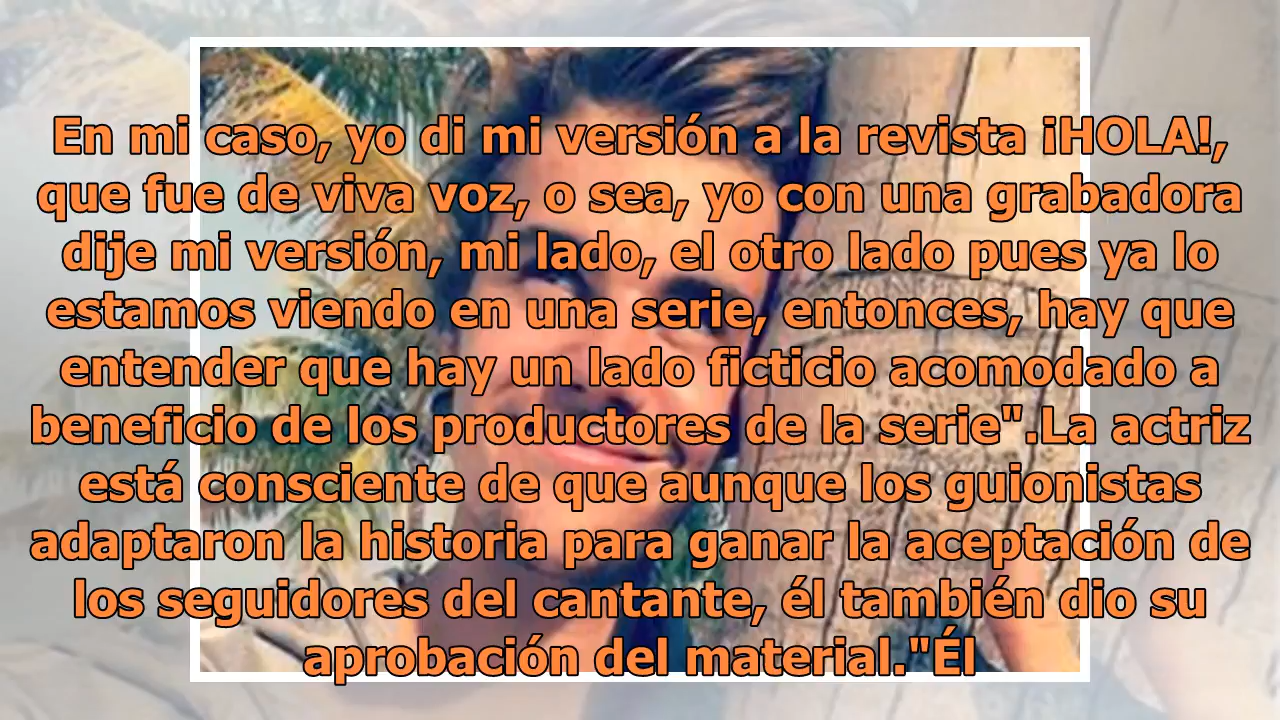 En mi caso, yo di mi versión a la revista ¡HOLA!,
que fue de viva voz, o sea, yo con una grabadora
dije mi versión, mi lado, el otro lado pues ya lo
estamos viendo en una serie, entonces, hay que
entender que hay un lado ficticio acomodado a
beneficio de los productores de la serie".La actriz
está consciente de que aunque los guionistas
adaptaron la historia para ganar la aceptación de
los seguidores del cantante, él también dio su
aprobación del material."Él